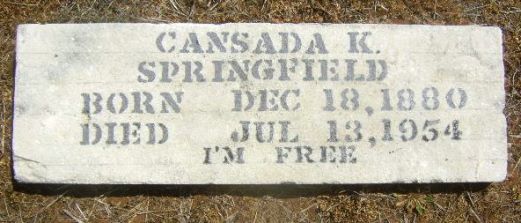 CANSADA K.
SPRINGFIELD
BORN DEC 18, 1880
DIED JUL 13, 1954
I'M FREE